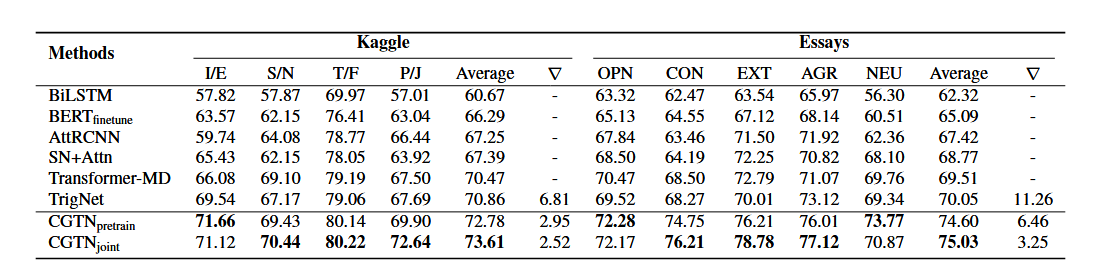 Methods Kaggle Essays
I/E S/N T/F P/J Average ∇ OPN CON EXT AGR NEU Average ∇
BiLSTM 57.82 57.87 69.97 57.01 60.67 - 63.32 62.47 63.54 65.97 56.30 62.32 -
BERTfinetune 63.57 62.15 76.41 63.04 66.29 - 65.13 64.55 67.12 68.14 60.51 65.09 -
AttRCNN 59.74 64.08 78.77 66.44 67.25 - 67.84 63.46 71.50 71.92 62.36 67.42 -
SN+Attn 65.43 62.15 78.05 63.92 67.39 - 68.50 64.19 72.25 70.82 68.10 68.77 -
Transformer-MD 66.08 69.10 79.19 67.50 70.47 - 70.47 68.50 72.79 71.07 69.76 69.51 -
TrigNet 69.54 67.17 79.06 67.69 70.86 6.81 69.52 68.27 70.01 73.12 69.34 70.05 11.26
CGTNpretrain 71.66 69.43 80.14 69.90 72.78 2.95 72.28 74.75 76.21 76.01 73.77 74.60 6.46
CGTNjoint 71.12 70.44 80.22 72.64 73.61 2.52 72.17 76.21 78.78 77.12 70.87 75.03 3.25